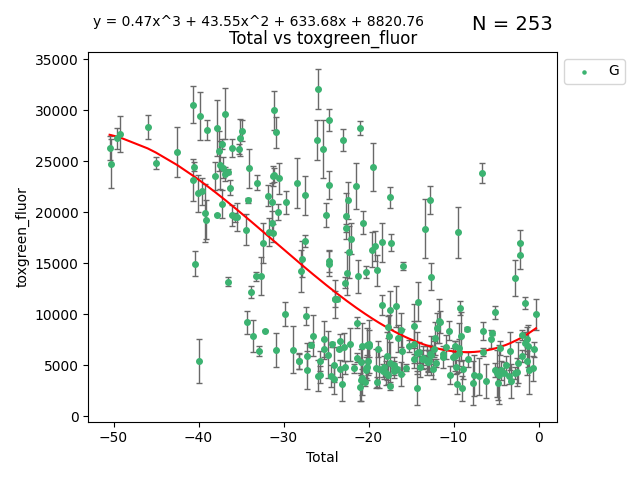 y = 0.47x^3 + 43.55x^2 + 633.68x + 8820.76
N = 253
Total vs toxgreen_fluor
G
35000
30000
25000
20000
15000
10000
5000
0
toxgreen_fluor
−50 −40 −30 −20 −10 0
Total